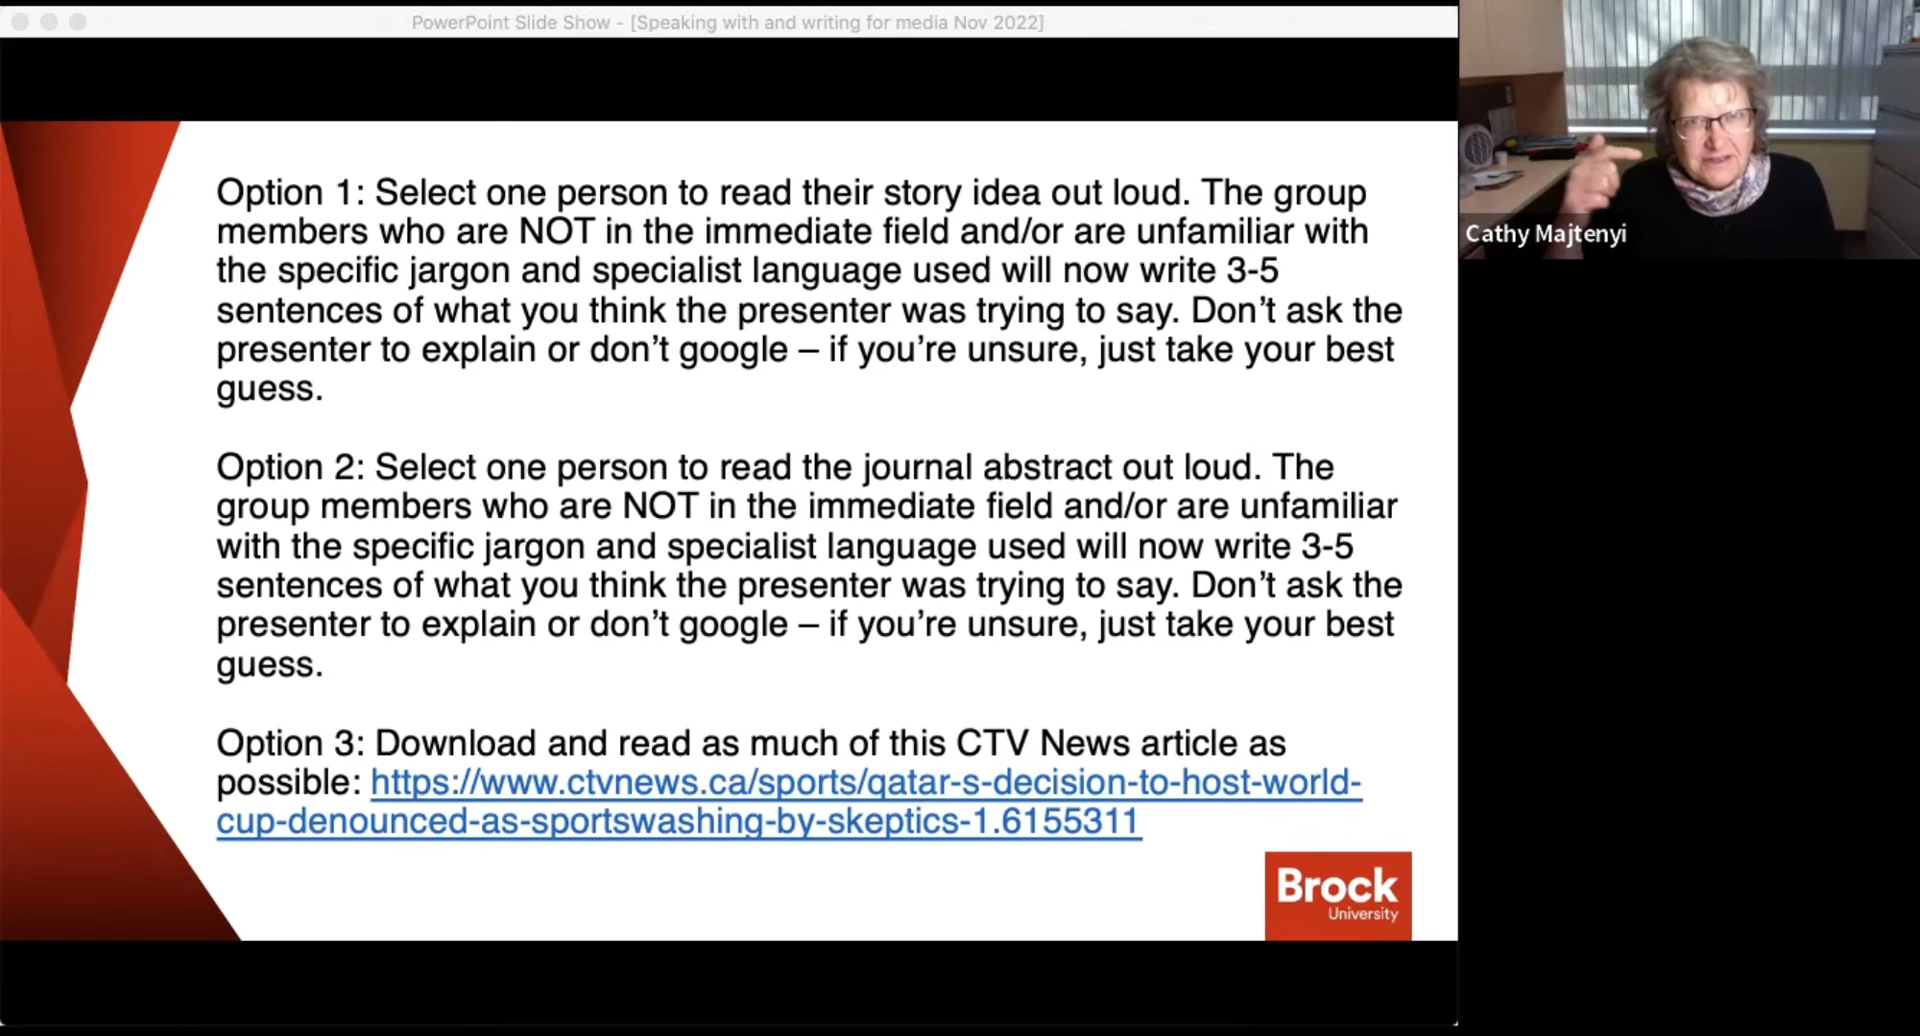 PowerPoint Slide Show - [Speaking with and writing for media Nov 2022]
Option 1: Select one person to read their story idea out loud. The group
members who are NOT in the immediate field and/or are unfamiliar with
the specific jargon and specialist language used will now write 3-5
sentences of what you think the presenter was trying to say. Don’t ask the
presenter to explain or don’t google – if you’re unsure, just take your best
guess.
Option 2: Select one person to read the journal abstract out loud. The
group members who are NOT in the immediate field and/or are unfamiliar
with the specific jargon and specialist language used will now write 3-5
sentences of what you think the presenter was trying to say. Don’t ask the
presenter to explain or don’t google – if you’re unsure, just take your best
guess.
Option 3: Download and read as much of this CTV News article as
possible: https://www.ctvnews.ca/sports/qatar-s-decision-to-host-world-
cup-denounced-as-sportswashing-by-skeptics-1.6155311
Brock
University
Cathy Majtenyi